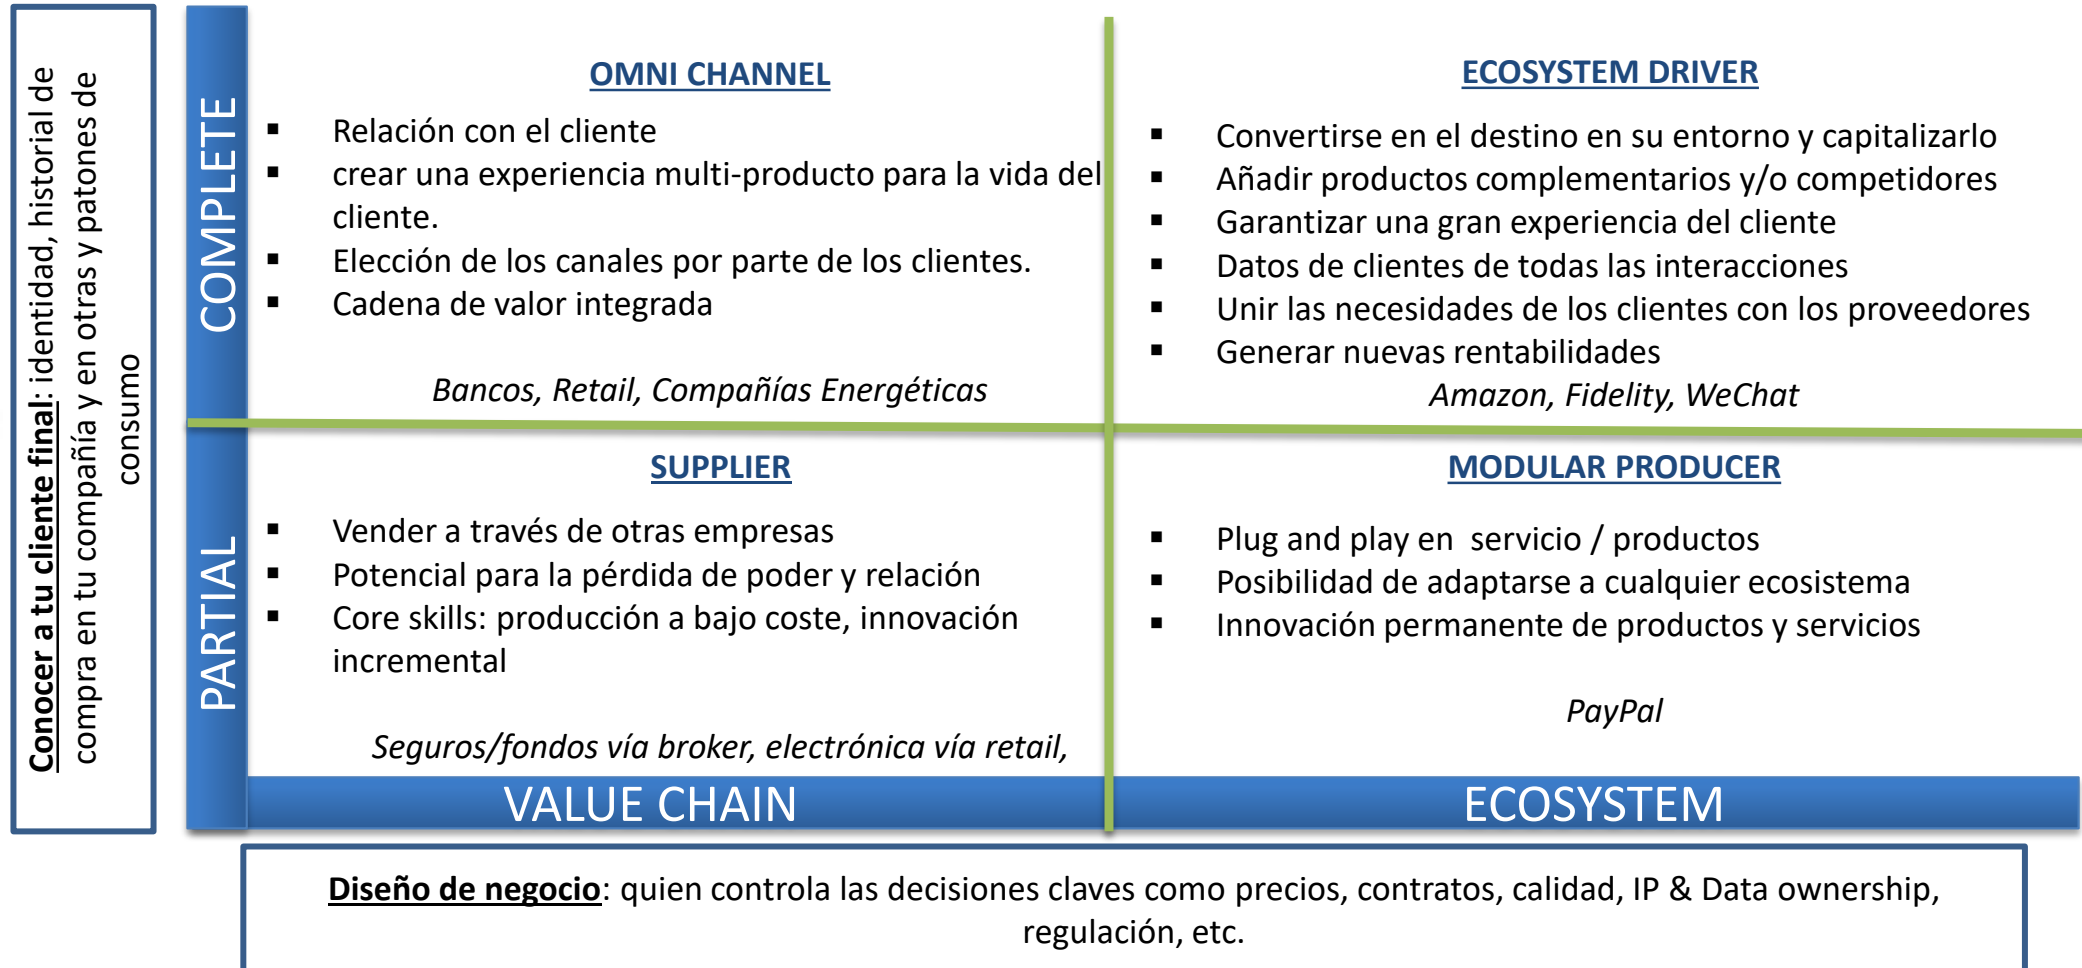 Conocer a tu cliente final: identidad, historial de
compra en tu compañía y en otras y patones de
consumo
COMPLETE
OMNI CHANNEL
▪ Relación con el cliente
▪ crear una experiencia multi-producto para la vida del
cliente.
▪ Elección de los canales por parte de los clientes.
▪ Cadena de valor integrada
Bancos, Retail, Compañías Energéticas
ECOSYSTEM DRIVER
▪ Convertirse en el destino en su entorno y capitalizarlo
▪ Añadir productos complementarios y/o competidores
▪ Garantizar una gran experiencia del cliente
▪ Datos de clientes de todas las interacciones
▪ Unir las necesidades de los clientes con los proveedores
▪ Generar nuevas rentabilidades
Amazon, Fidelity, WeChat
PARTIAL
SUPPLIER
▪ Vender a través de otras empresas
▪ Potencial para la pérdida de poder y relación
▪ Core skills: producción a bajo coste, innovación
incremental
Seguros/fondos vía broker, electrónica vía retail,
MODULAR PRODUCER
▪ Plug and play en servicio / productos
▪ Posibilidad de adaptarse a cualquier ecosistema
▪ Innovación permanente de productos y servicios
PayPal
VALUE CHAIN
ECOSYSTEM
Diseño de negocio: quien controla las decisiones claves como precios, contratos, calidad, IP & Data ownership,
regulación, etc.